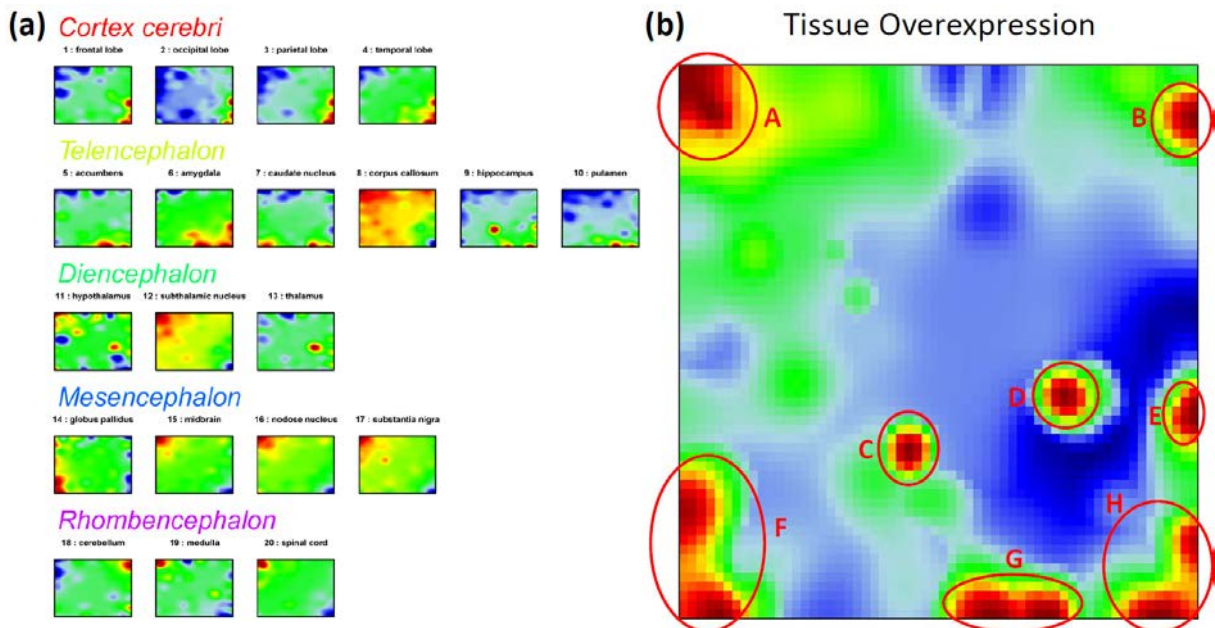 (a)
Cortex cerebri
1 : frontal lobe 2 : occipital lobe 3 : parietal lobe 4 : temporal lobe
Telencephalon
5 : accumbens 6 : amygdala 7 : caudate nucleus 8 : corpus callosum 9 : hippocampus 10 : putamen
Diencephalon
11 : hypothalamus 12 : subthalamic nucleus 13 : thalamus
Mesencephalon
14 : globus pallidus 15 : midbrain 16 : nodose nucleus 17 : substantia nigra
Rhombencephalon
18 : cerebellum 19 : medulla 20 : spinal cord
(b) Tissue Overexpression
A
B
C
D
E
F
G
H